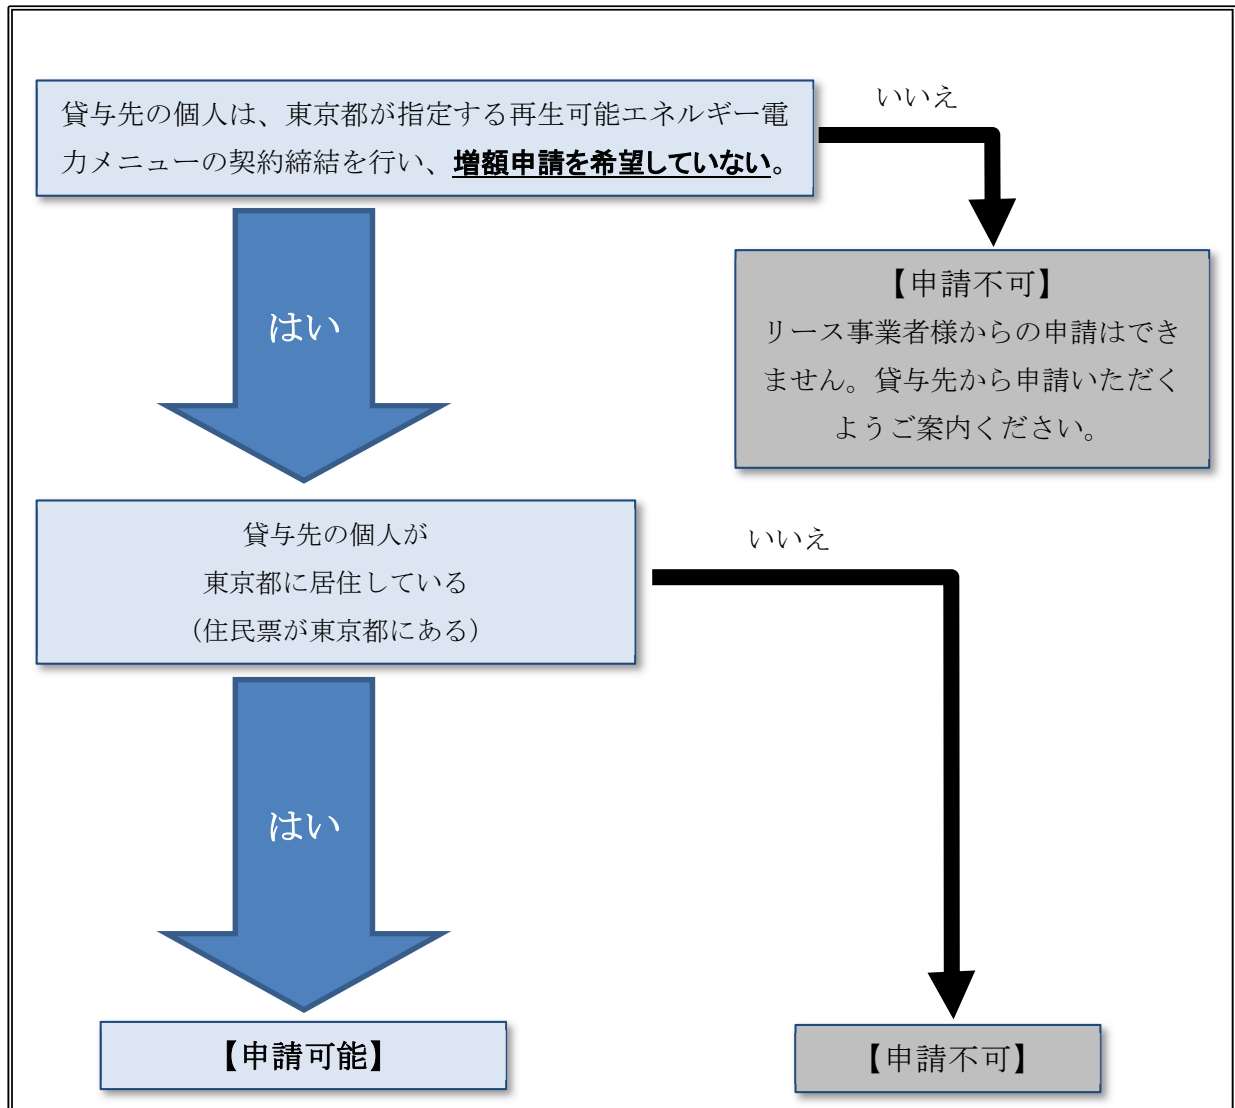 貸与先の個人は、東京都が指定する再生可能エネルギー電
力メニューの契約締結を行い、増額申請を希望していない。
いいえ
はい
【申請不可】
リース事業者様からの申請はでき
ません。貸与先から申請いただく
ようご案内ください。
貸与先の個人が
東京都に居住している
（住民票が東京都にある）
いいえ
はい
【申請可能】
【申請不可】